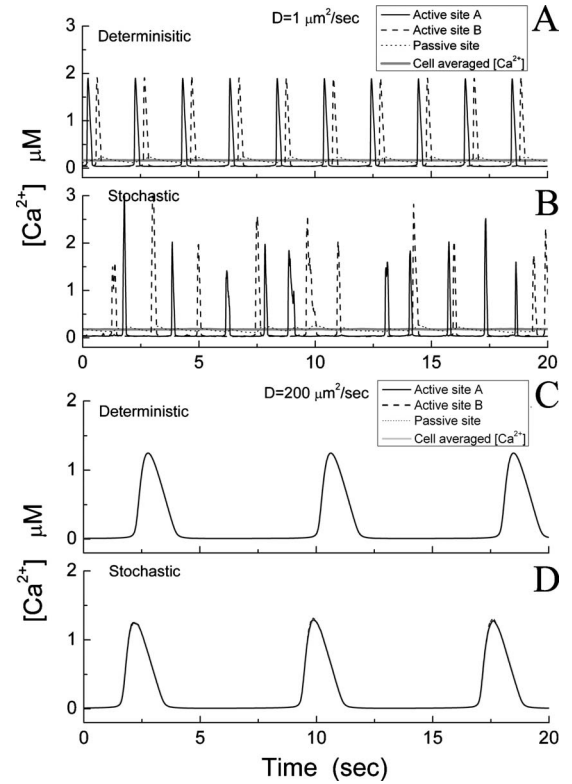 D=1 μm²/sec
A
Active site A
Active site B
Passive site
Cell averaged [Ca²⁺]
Determinisitic
3
2
1
0
B
Stochastic
3
2
1
0
0 5 10 15 20
[Ca²⁺] μM
D=200 μm²/sec
C
Active site A
Active site B
Passive site
Cell averaged [Ca²⁺]
Deterministic
2
1
0
D
Stochastic
2
1
0
0 5 10 15 20
[Ca²⁺] μM
Time (sec)